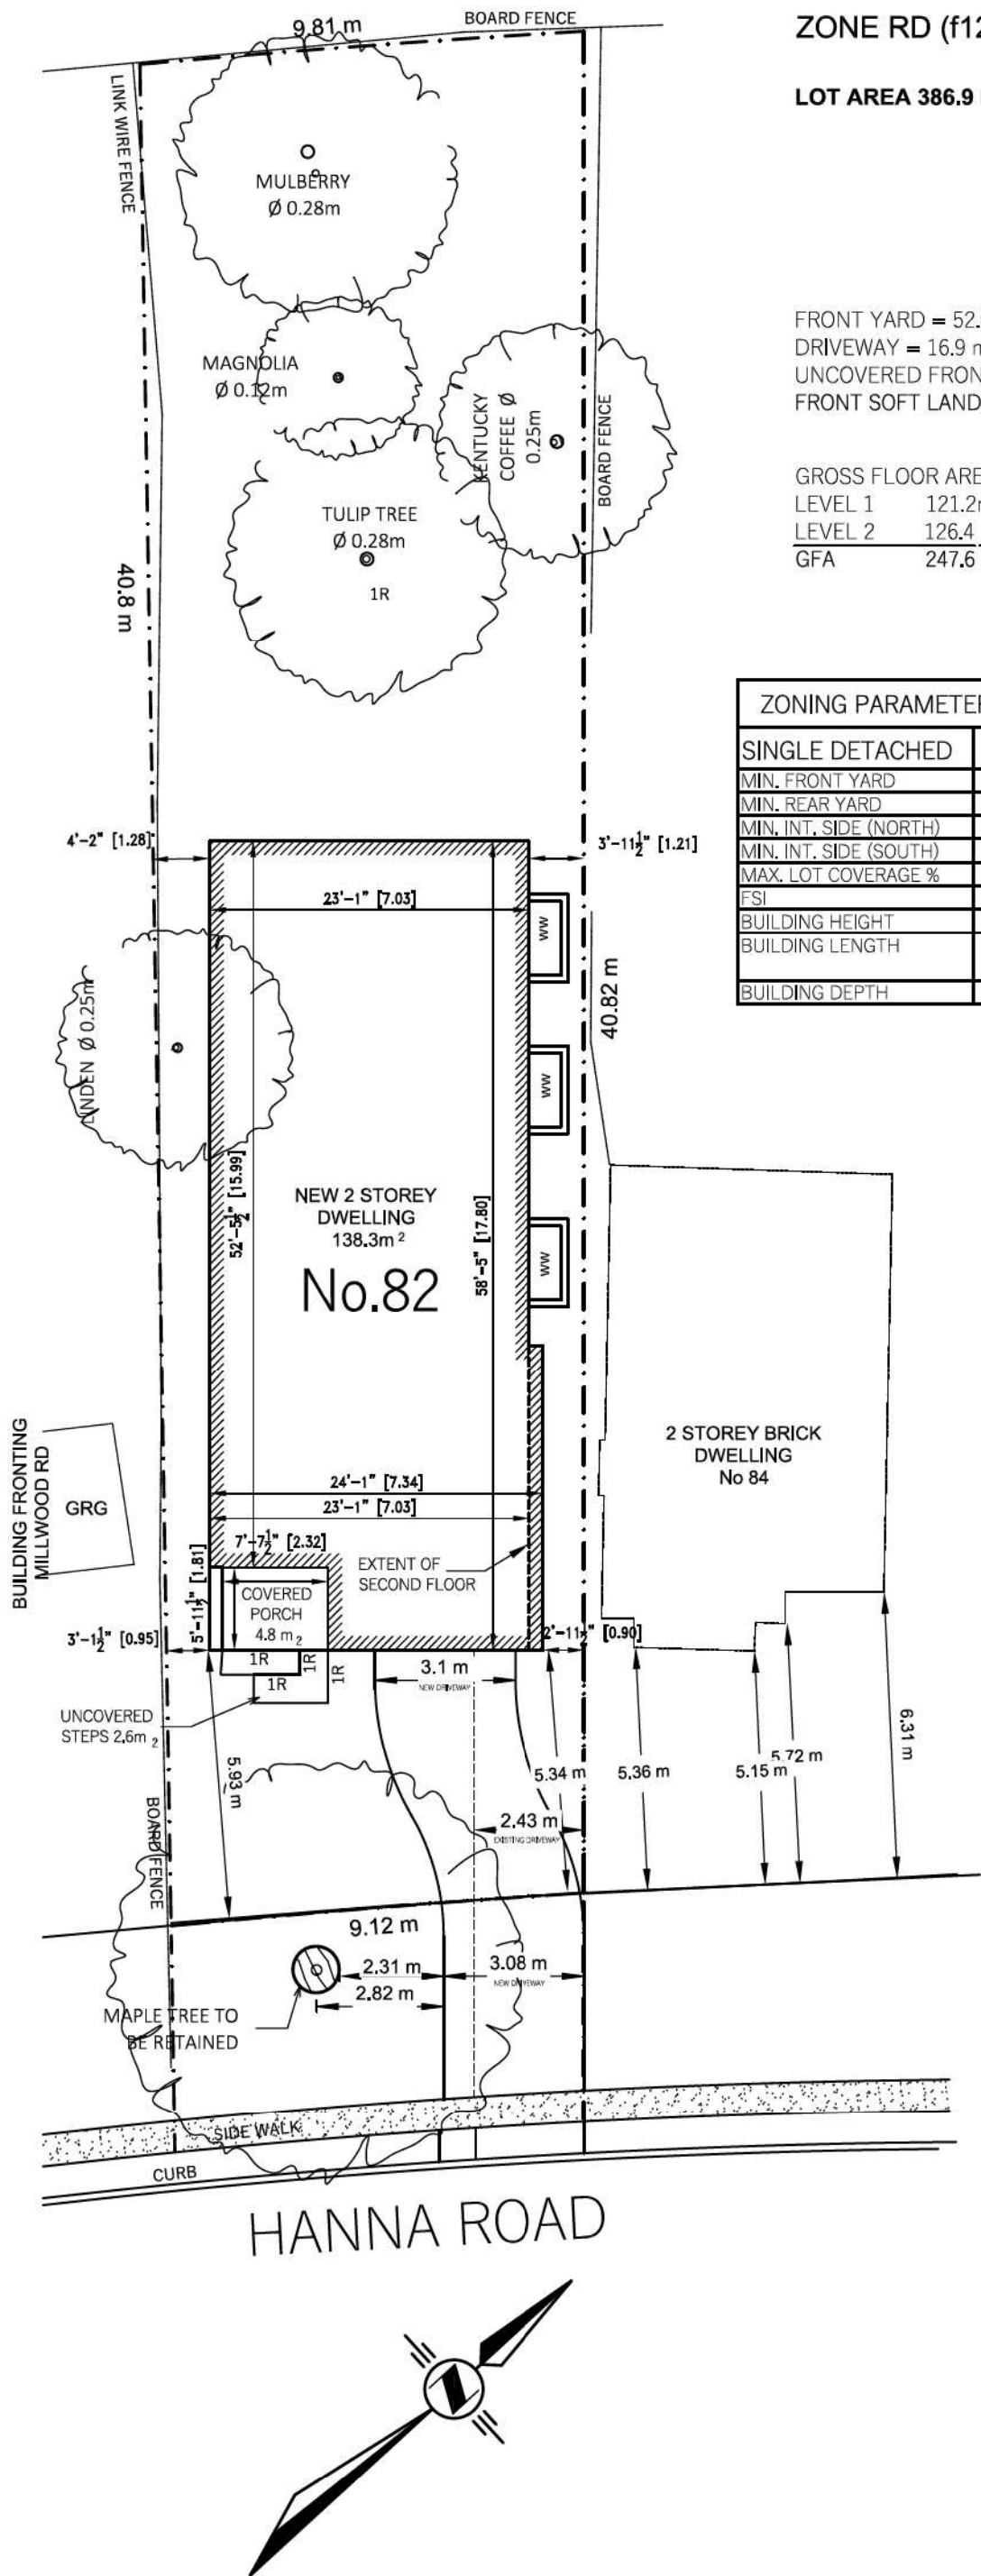 9.81 m
BOARD FENCE
ZONE RD (f12
LOT AREA 386.9
LINK WIRE FENCE
MULBERRY
Ø 0.28m
FRONT YARD = 52.
DRIVEWAY = 16.9 m
UNCOVERED FRON
FRONT SOFT LAND
MAGNOLIA
Ø 0.12m
KENTUCKY
COFFEE Ø
0.25m
BOARD FENCE
GROSS FLOOR ARE
LEVEL 1 121.2m
LEVEL 2 126.4
GFA 247.6
TULIP TREE
Ø 0.28m
1R
40.8 m
ZONING PARAMETER
SINGLE DETACHED
MIN. FRONT YARD
MIN. REAR YARD
MIN. INT. SIDE (NORTH)
MIN. INT. SIDE (SOUTH)
MAX. LOT COVERAGE %
FSI
BUILDING HEIGHT
BUILDING LENGTH
BUILDING DEPTH
4'-2" [1.28]
3'-11½" [1.21]
23'-1" [7.03]
WW
40.82 m
LINDEN Ø 0.25m
WW
52'-5½" [15.99]
NEW 2 STOREY
DWELLING
138.3m²
No.82
58'-5" [17.80]
WW
BUILDING FRONTING
MILLWOOD RD
GRG
2 STOREY BRICK
DWELLING
No 84
24'-1" [7.34]
23'-1" [7.03]
7'-7½" [2.32]
EXTENT OF
SECOND FLOOR
5'-11½" [1.81]
COVERED
PORCH
4.8 m2
3'-1½" [0.95]
2'-11½" [0.90]
1R
1R
1R
1R
3.1 m
NEW DRIVEWAY
UNCOVERED
STEPS 2.6m2
5.93 m
5.34 m
5.36 m
5.15 m
5.72 m
6.31 m
2.43 m
EXISTING DRIVEWAY
BOARD FENCE
9.12 m
2.31 m
3.08 m
NEW DRIVEWAY
2.82 m
MAPLE TREE TO
BE RETAINED
SIDE WALK
CURB
HANNA ROAD